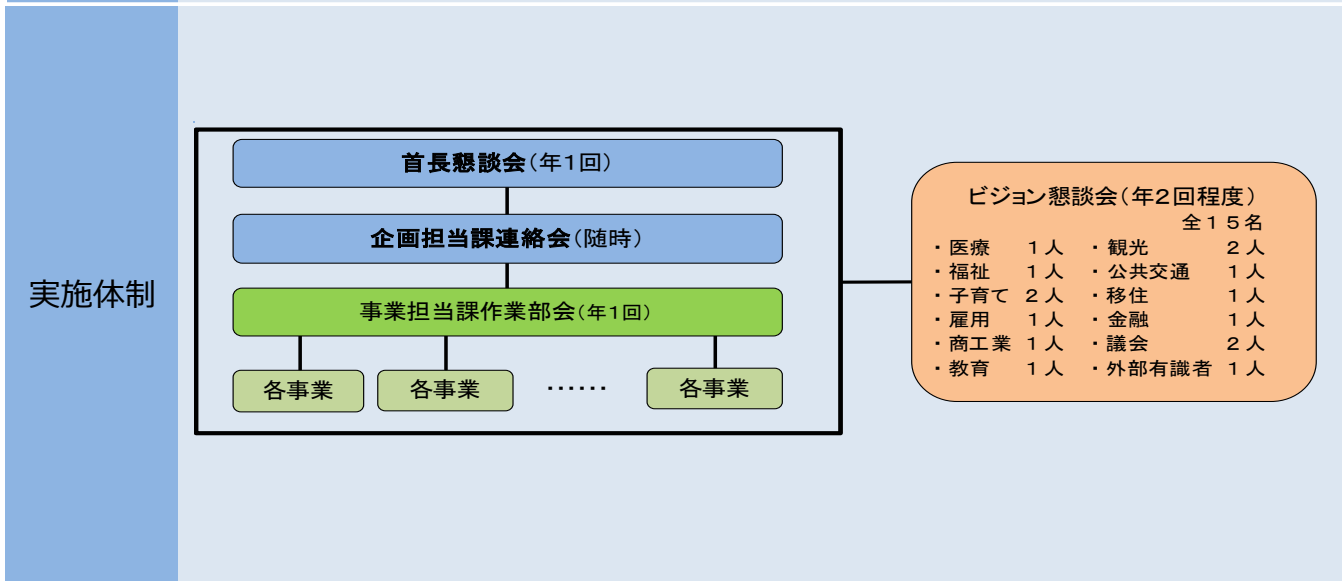 実施体制
首長懇談会(年1回)
企画担当課連絡会(随時)
事業担当課作業部会(年1回)
各事業 各事業 ‥‥‥ 各事業
ビジョン懇談会(年2回程度)
全15名
・医療 1人 ・観光 2人
・福祉 1人 ・公共交通 1人
・子育て 2人 ・移住 1人
・雇用 1人 ・金融 1人
・商工業 1人 ・議会 2人
・教育 1人 ・外部有識者 1人